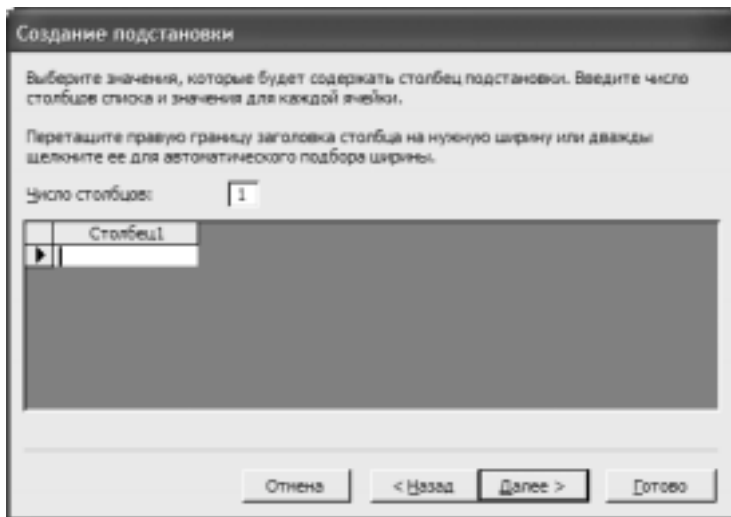 Создание подстановки
Выберите значения, которые будет содержать столбец подстановки. Введите число
столбцов списка и значения для каждой ячейки.
Перетащите правую границу заголовка столбца на нужную ширину или дважды
щелкните ее для автоматического подбора ширины.
Число столбцов: 1
Столбец1
Отмена < Назад Далее > Готово